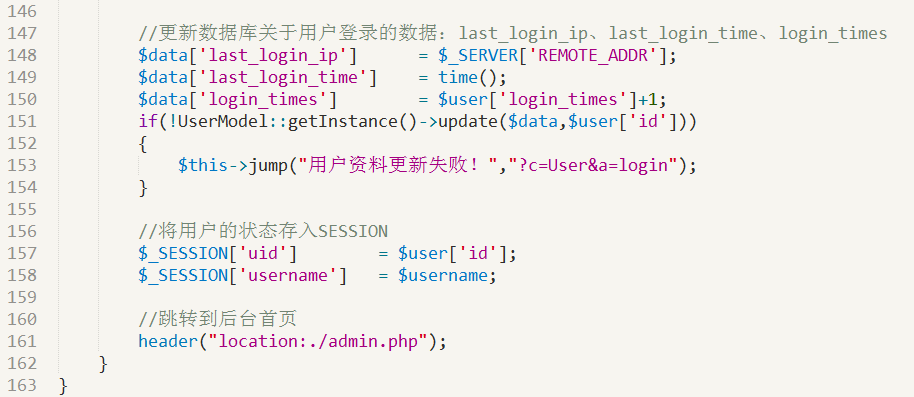 146
147 //更新数据库关于用户登录的数据：last_login_ip、last_login_time、login_times
148 $data['last_login_ip'] = $_SERVER['REMOTE_ADDR'];
149 $data['last_login_time'] = time();
150 $data['login_times'] = $user['login_times']+1;
151 if(!UserModel::getInstance()->update($data,$user['id']))
152 {
153 $this->jump("用户资料更新失败！","?c=User&a=login");
154 }
155
156 //将用户的状态存入SESSION
157 $_SESSION['uid'] = $user['id'];
158 $_SESSION['username'] = $username;
159
160 //跳转到后台首页
161 header("location:./admin.php");
162 }
163 }